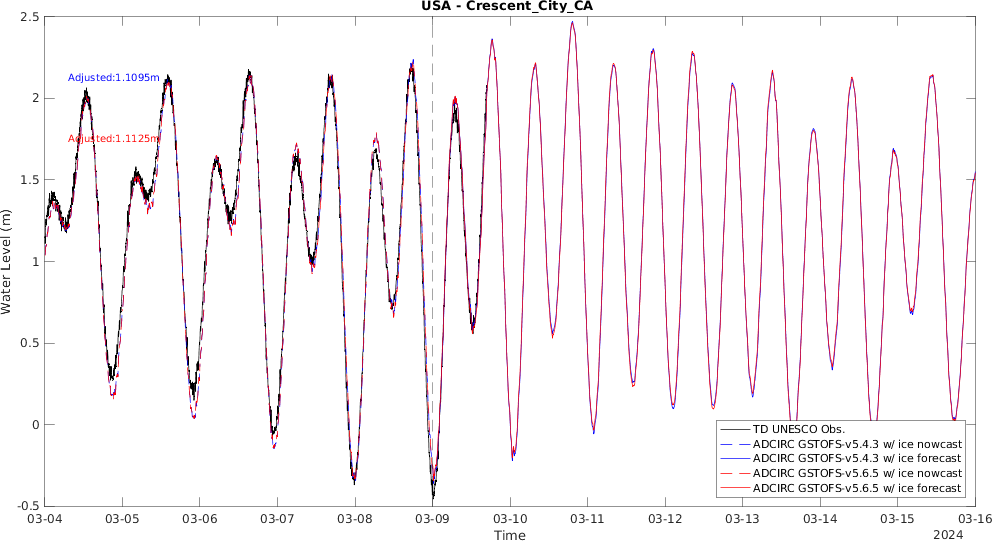 USA - Crescent_City_CA
2.5
2
1.5
1
0.5
0
-0.5
Water Level (m)
Adjusted:1.1095m
Adjusted:1.1125m
TD UNESCO Obs.
ADCIRC GSTOFS-v5.4.3 w/ ice nowcast
ADCIRC GSTOFS-v5.4.3 w/ ice forecast
ADCIRC GSTOFS-v5.6.5 w/ ice nowcast
ADCIRC GSTOFS-v5.6.5 w/ ice forecast
03-04 03-05 03-06 03-07 03-08 03-09 03-10 03-11 03-12 03-13 03-14 03-15 03-16
Time
2024